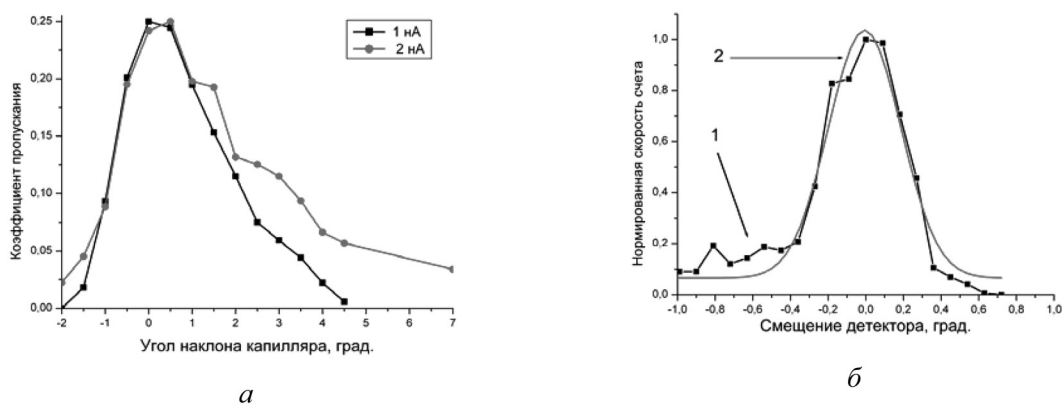 Коэффициент пропускания
0,25
0,20
0,15
0,10
0,05
0,00
-2 -1 0 1 2 3 4 5 6 7
Угол наклона капилляра, град.
1 нА
2 нА
а
Нормированная скорость счета
1,0
0,8
0,6
0,4
0,2
0,0
-1,0 -0,8 -0,6 -0,4 -0,2 0,0 0,2 0,4 0,6 0,8 1,0
Смещение детектора, град.
2
1
б